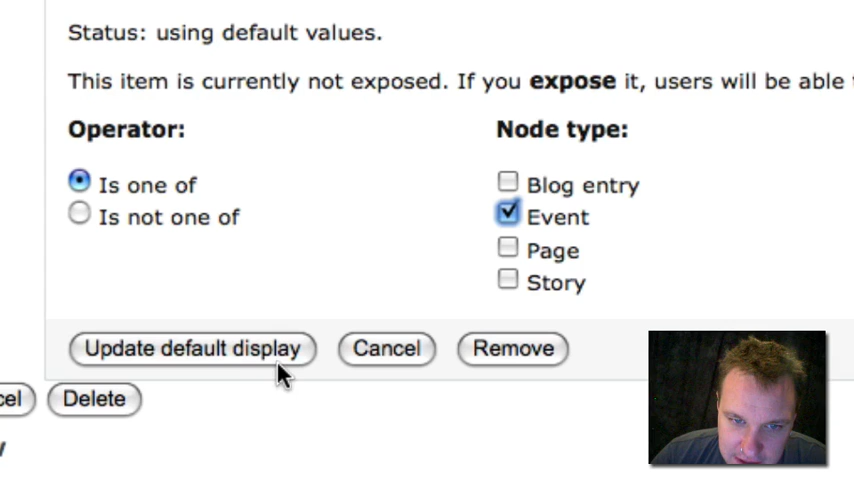 Status: using default values.
This item is currently not exposed. If you expose it, users will be able
Operator:
Node type:
Is one of
Is not one of
Blog entry
Event
Page
Story
Update default display
Cancel
Remove
cel
Delete